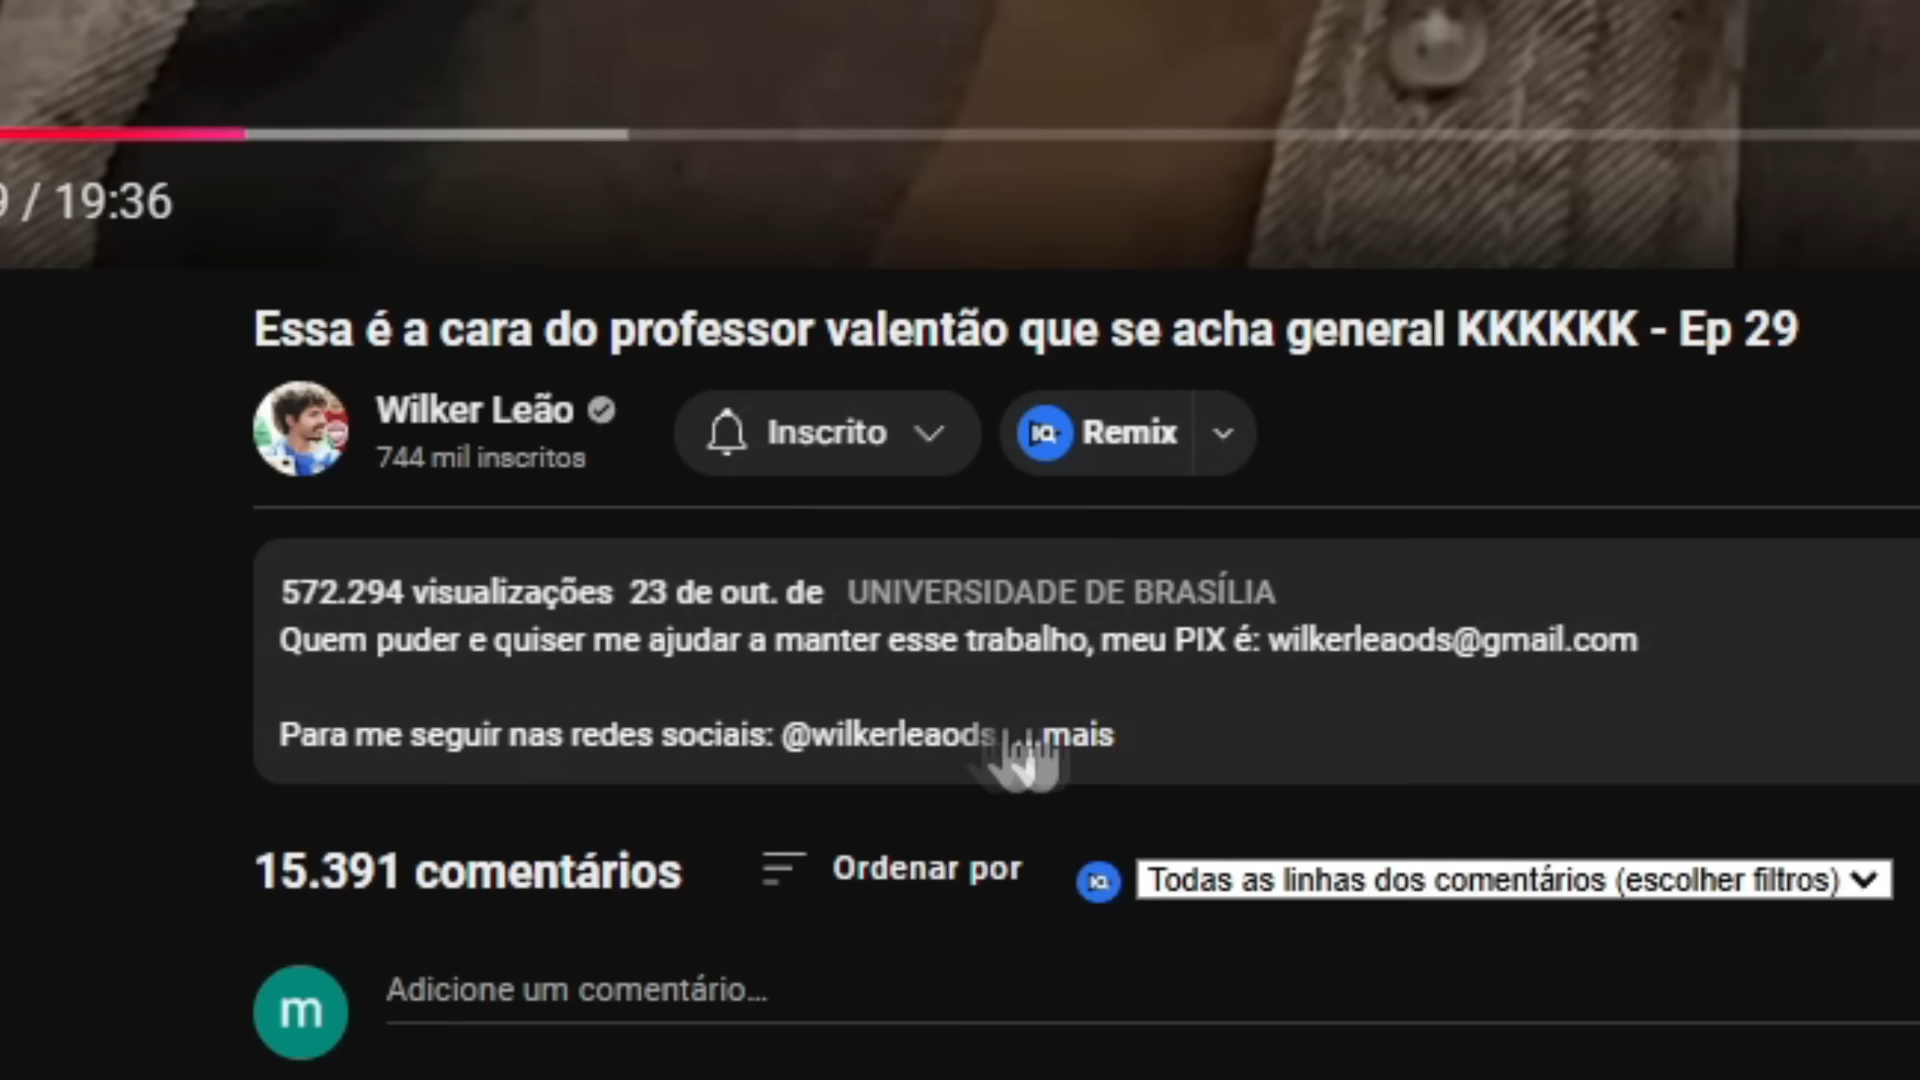 / 19:36
Essa é a cara do professor valentão que se acha general KKKKKK - Ep 29
Wilker Leão
744 mil inscritos
Inscrito
Remix
572.294 visualizações 23 de out. de UNIVERSIDADE DE BRASÍLIA
Quem puder e quiser me ajudar a manter esse trabalho, meu PIX é: wilkerleaods@gmail.com
Para me seguir nas redes sociais: @wilkerleaods mais
15.391 comentários
Ordenar por
IQ
Todas as linhas dos comentários (escolher filtros)
m
Adicione um comentário...